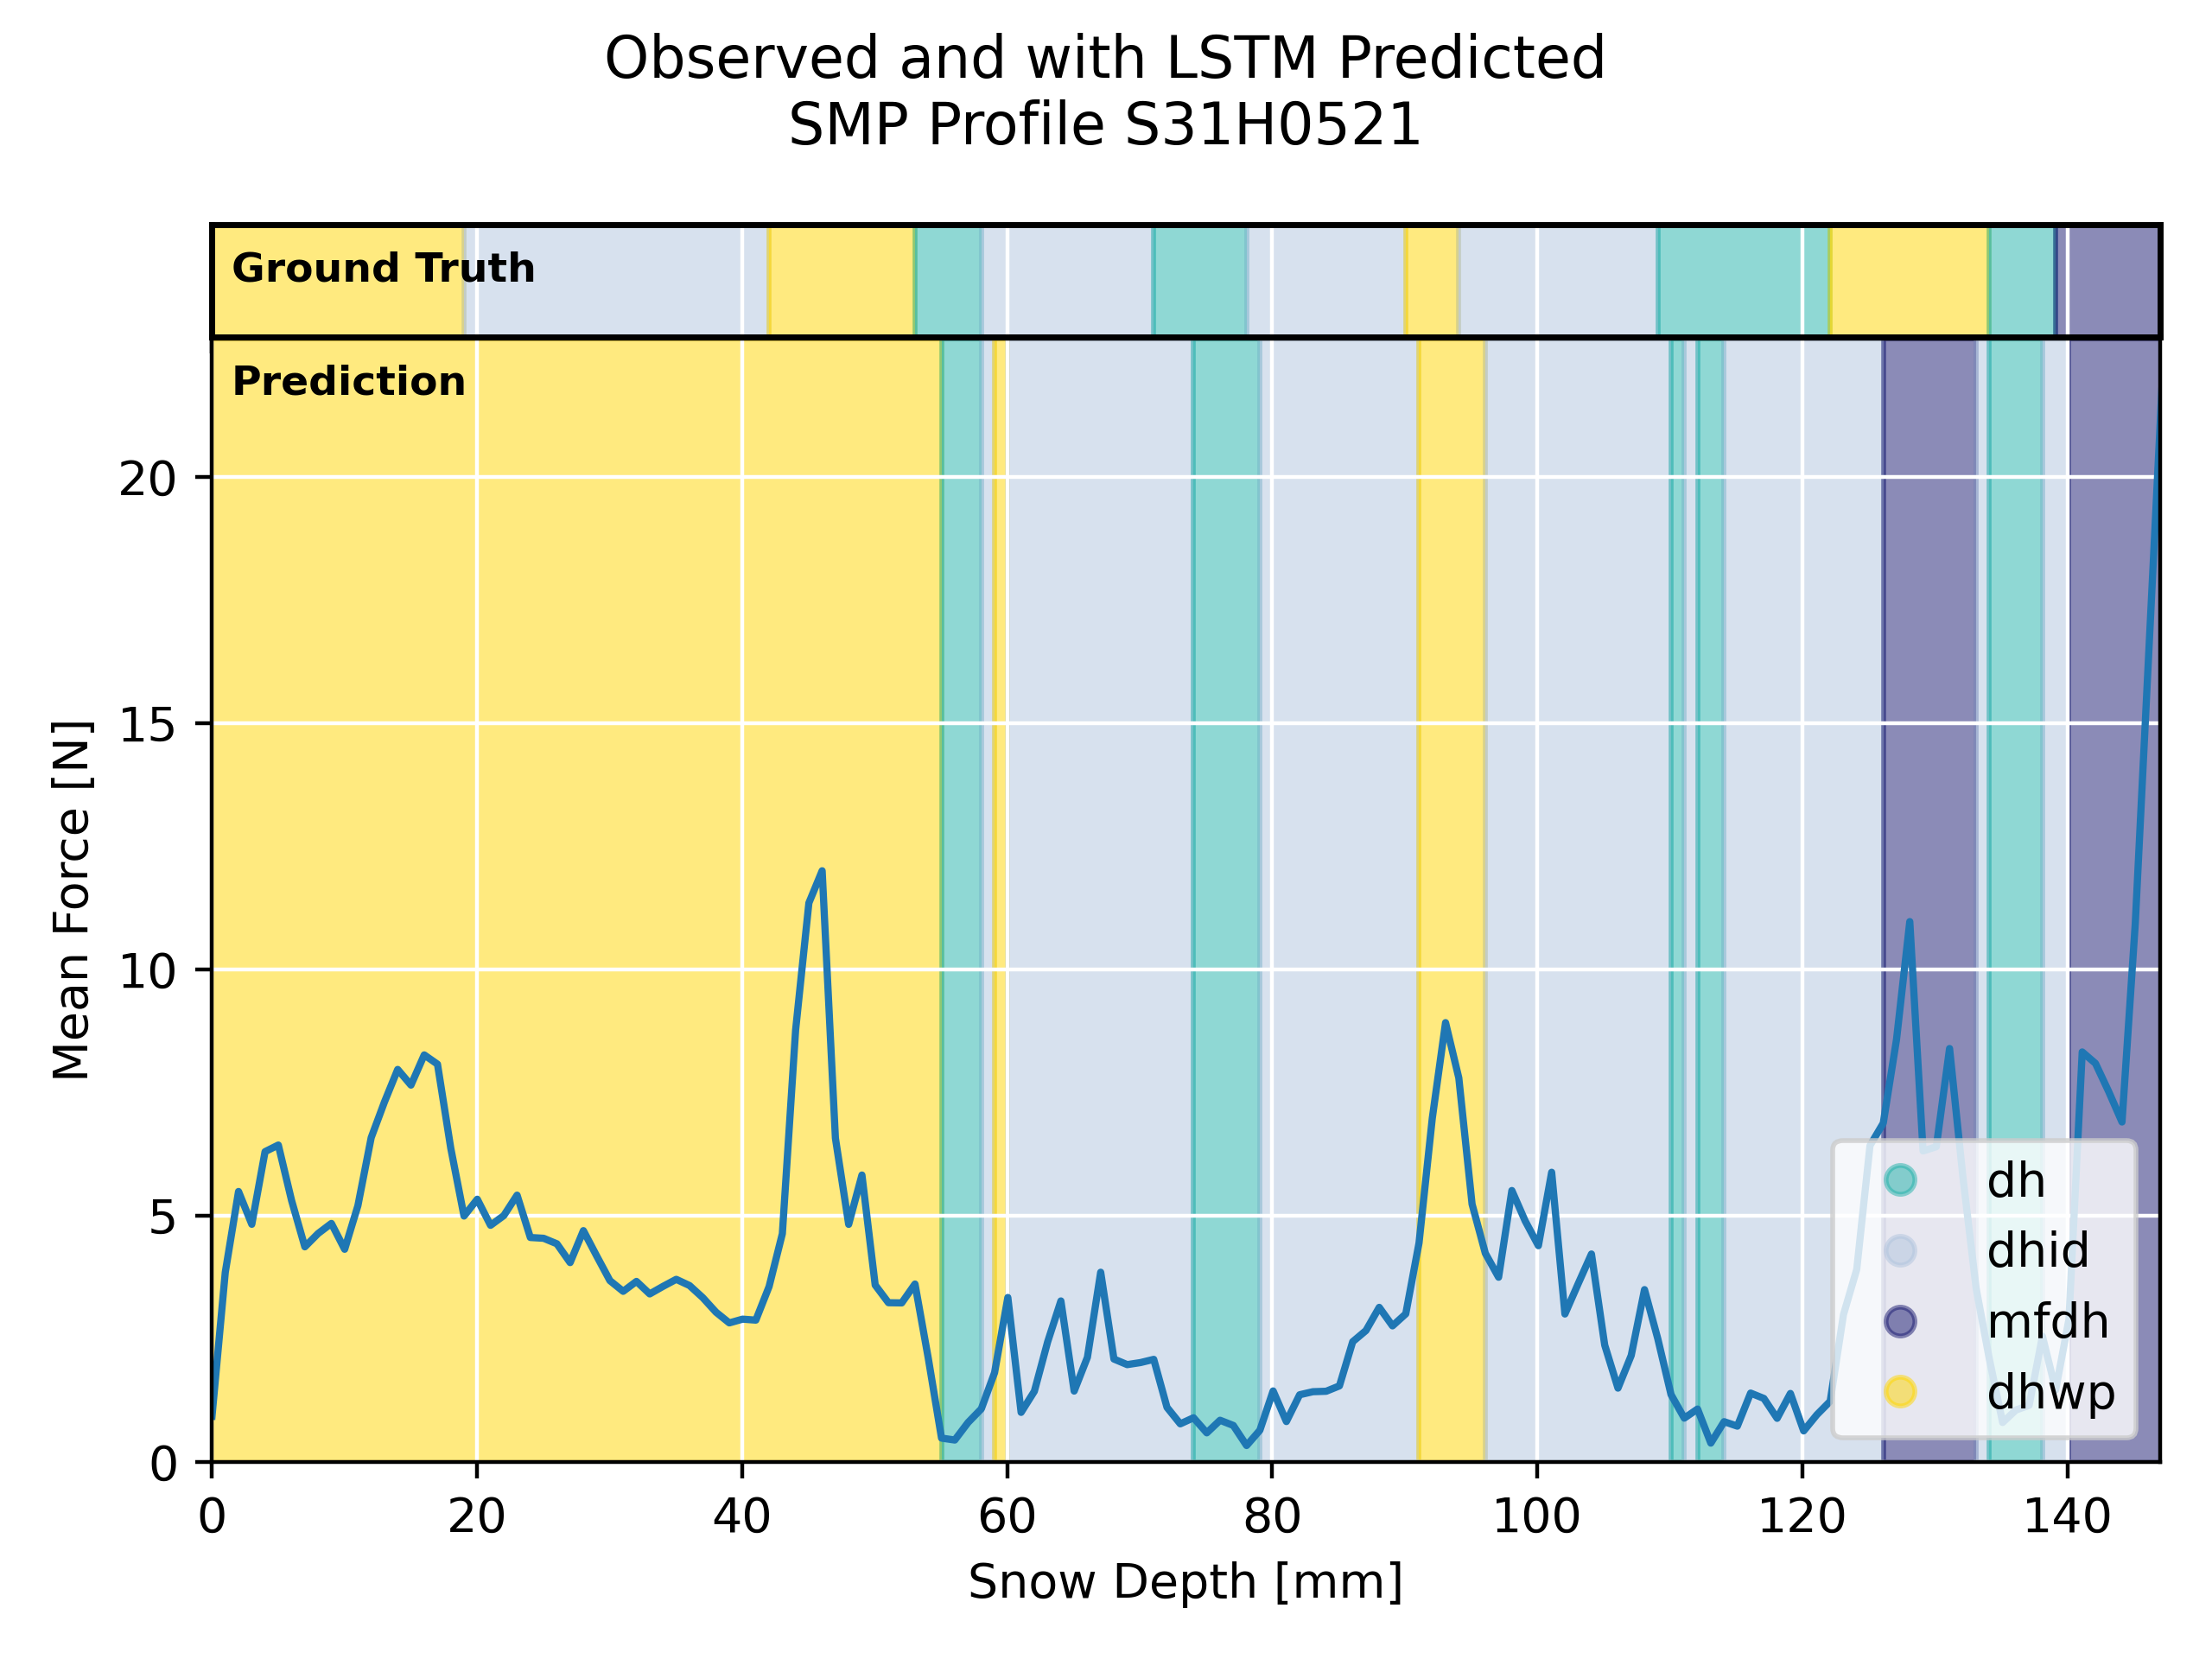 Observed and with LSTM Predicted
SMP Profile S31H0521
Ground Truth
Prediction
20
15
10
5
0
Mean Force [N]
0 20 40 60 80 100 120 140
Snow Depth [mm]
dh
dhid
mfdh
dhwp